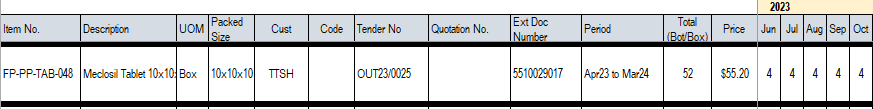 2023
Item No. Description UOM Packed Size Cust Code Tender No Quotation No. Ext Doc Number Period Total (Bot/Box) Price Jun Jul Aug Sep Oct
FP-PP-TAB-048 Meclosil Tablet 10x10x Box 10x10x10 TTSH OUT23/0025 5510029017 Apr23 to Mar24 52 $55.20 4 4 4 4 4